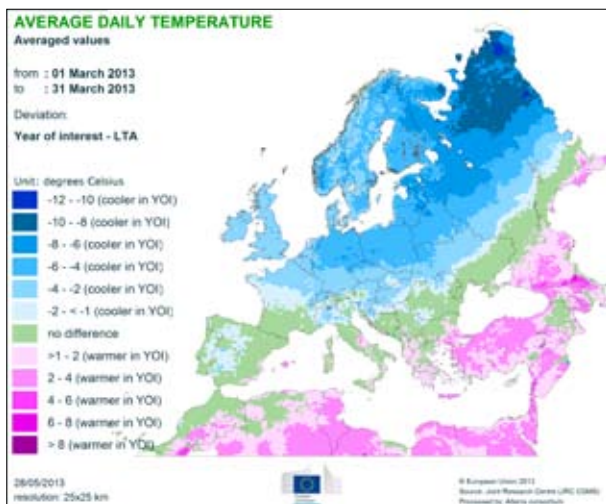 AVERAGE DAILY TEMPERATURE
Averaged values
from : 01 March 2013
to : 31 March 2013
Deviation:
Year of interest - LTA
Unit: degrees Celsius
-12 - -10 (cooler in YOI)
-10 - -8 (cooler in YOI)
-8 - -6 (cooler in YOI)
-6 - -4 (cooler in YOI)
-4 - -2 (cooler in YOI)
-2 - < -1 (cooler in YOI)
no difference
>1 - 2 (warmer in YOI)
2 - 4 (warmer in YOI)
4 - 6 (warmer in YOI)
6 - 8 (warmer in YOI)
> 8 (warmer in YOI)
28/05/2013
resolution: 25x25 km
© European Union 2013
Source: Joint Research Centre (JRC CGMS)
Processed by: Alterra consortium